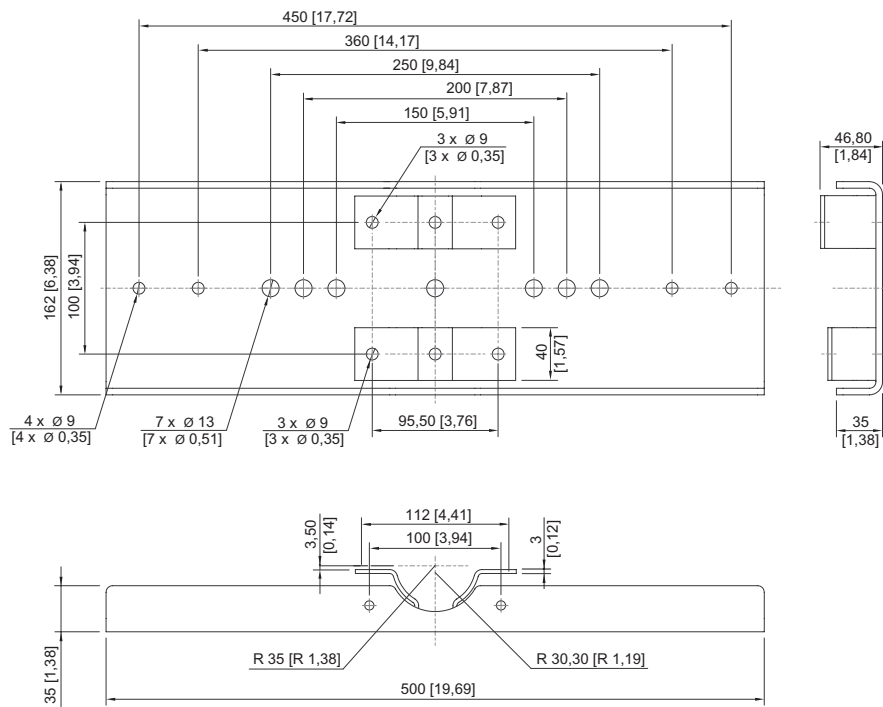 450 [17,72]
360 [14,17]
250 [9,84]
200 [7,87]
150 [5,91]
3 x Ø 9
[3 x Ø 0,35]
46,80
[1,84]
162 [6,38]
100 [3,94]
40
[1,57]
4 x Ø 9
[4 x Ø 0,35]
7 x Ø 13
[7 x Ø 0,51]
3 x Ø 9
[3 x Ø 0,35]
95,50 [3,76]
35
[1,38]
3,50
[0,14]
112 [4,41]
100 [3,94]
3
[0,12]
35 [1,38]
R 35 [R 1,38]
R 30,30 [R 1,19]
500 [19,69]